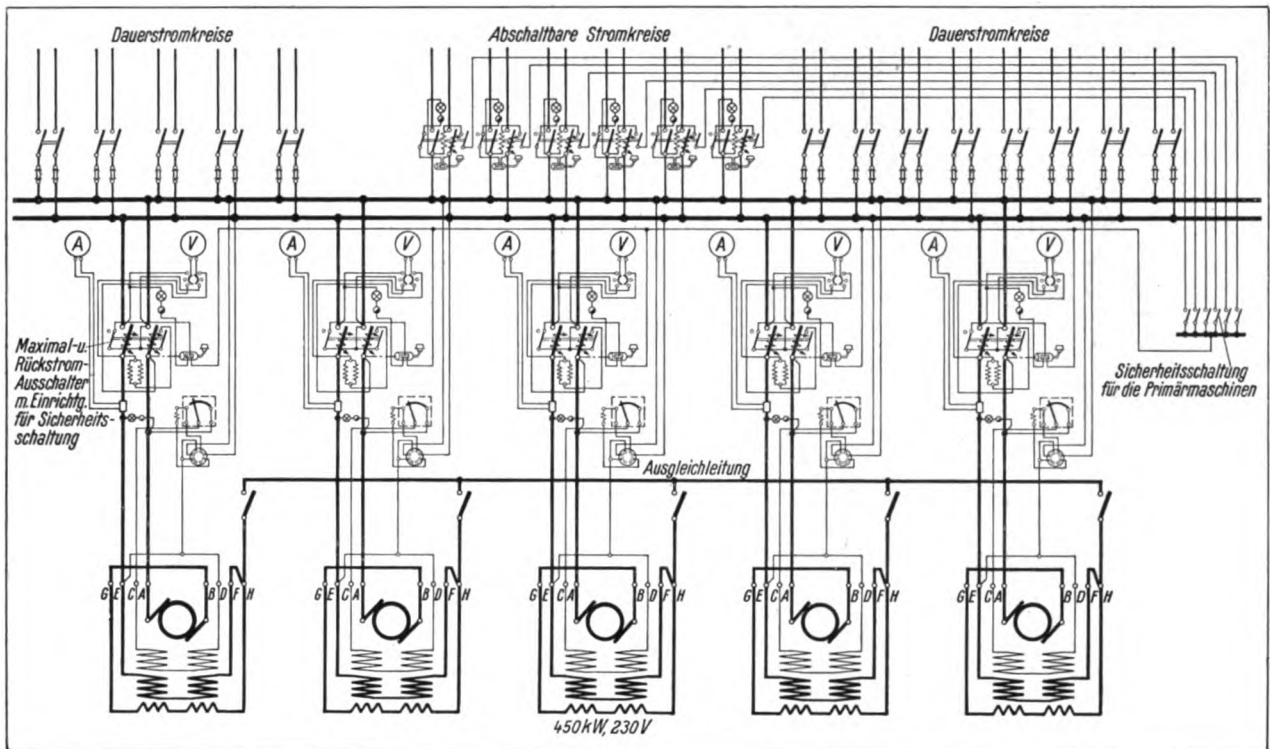 Dauerstromkreise
Abschaltbare Stromkreise
Dauerstromkreise
A V A V A V A V A V
Maximal-u.
Rückstrom-
Ausschalter
m. Einrichtg.
für Sicherheits-
schaltung
Sicherheitsschaltung
für die Primärmaschinen
Ausgleichleitung
G E C A B D F H G E C A B D F H G E C A B D F H G E C A B D F H G E C A B D F H
450 kW, 230 V